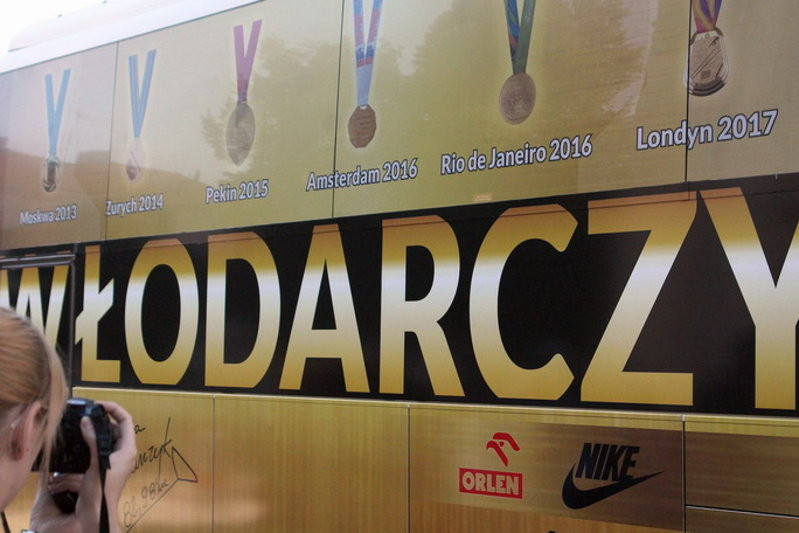 Moskwa 2013
Zurych 2014
Pekin 2015
Amsterdam 2016
Rio de Janeiro 2016
Londyn 2017
WŁODARCZY
ORLEN
NIKE